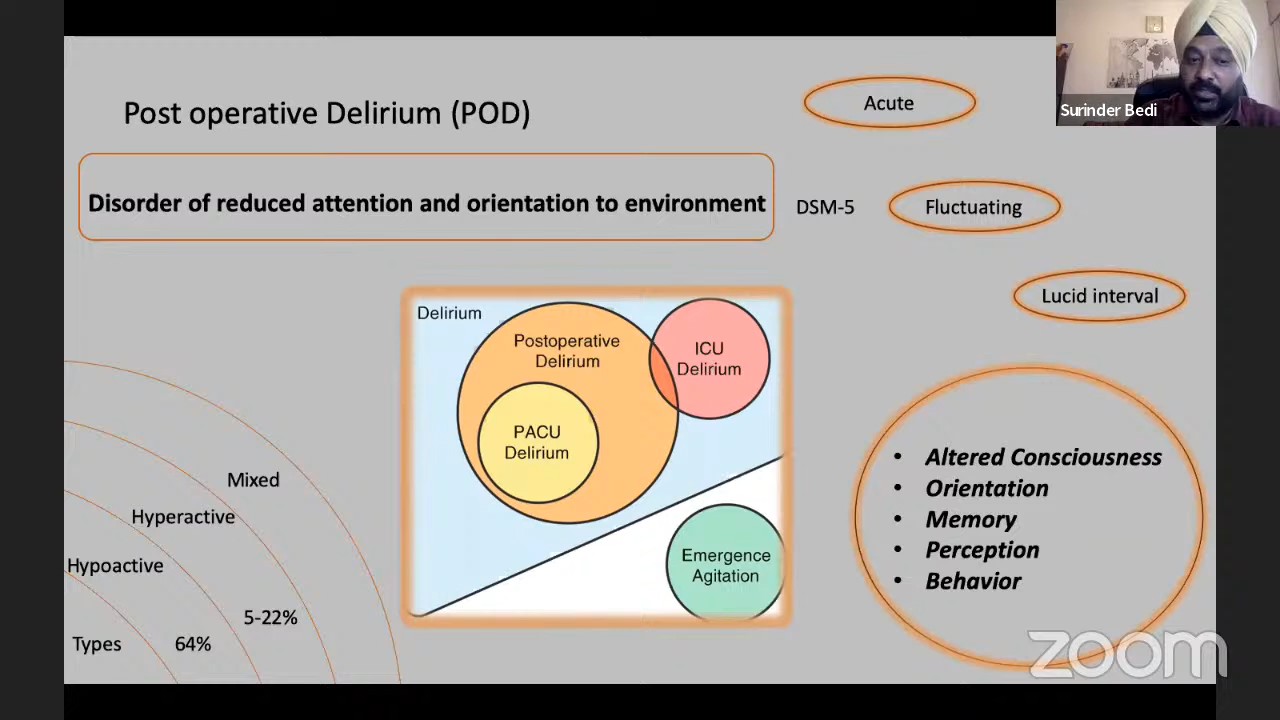 Post operative Delirium (POD)
Acute
Surinder Bedi
Disorder of reduced attention and orientation to environment
DSM-5
Fluctuating
Lucid interval
Delirium
Postoperative
Delirium
ICU
Delirium
PACU
Delirium
Emergence
Agitation
Mixed
Hyperactive
Hypoactive
5-22%
Types
64%
• Altered Consciousness
• Orientation
• Memory
• Perception
• Behavior
zoom